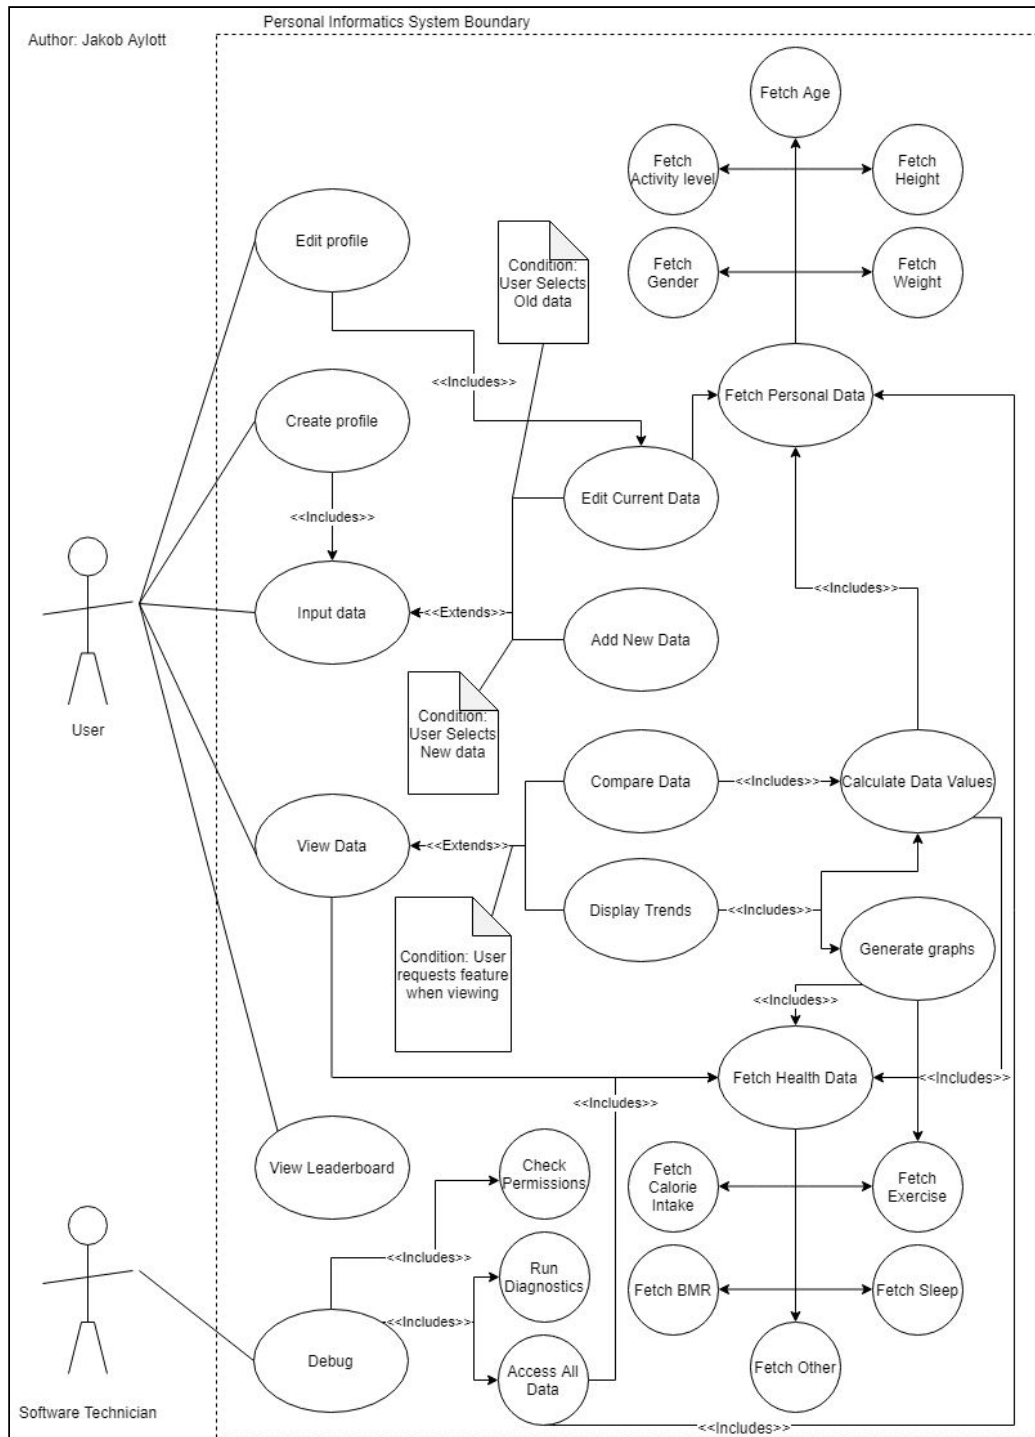 Personal Informatics System Boundary
Author: Jakob Aylott
Fetch Age
Fetch
Activity level
Fetch
Height
Edit profile
Condition:
User Selects
Old data
Fetch
Gender
Fetch
Weight
<<Includes>>
Fetch Personal Data
Create profile
Edit Current Data
<<Includes>>
<<Includes>>
Input data
<<Extends>>
Add New Data
User
Condition:
User Selects
New data
Compare Data
<<Includes>>
Calculate Data Values
View Data
<<Extends>>
Display Trends
<<Includes>>
Generate graphs
Condition: User
requests feature
when viewing
<<Includes>>
Fetch Health Data
<<Includes>>
<<Includes>>
View Leaderboard
Check
Permissions
Fetch
Calorie
Intake
Fetch
Exercise
<<Includes>>
Run
Diagnostics
Fetch BMR
Fetch Sleep
<<Includes>>
Debug
Access All
Data
Fetch Other
Software Technician
<<Includes>>